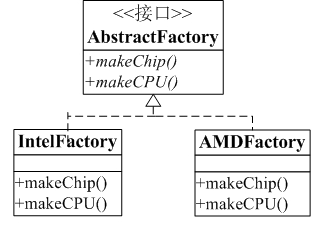 <<接口>>
AbstractFactory
+makeChip()
+makeCPU()
IntelFactory
+makeChip()
+makeCPU()
AMDFactory
+makeChip()
+makeCPU()